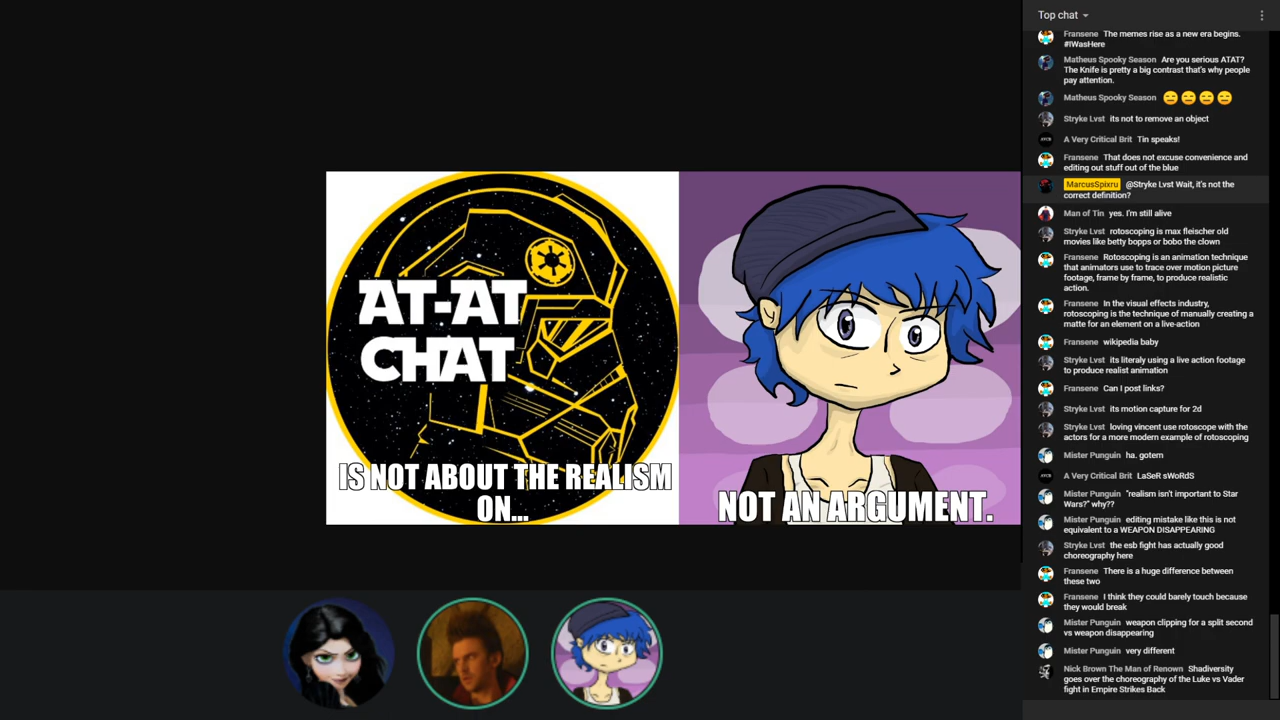 AT-AT
CHAT
IS NOT ABOUT THE REALISM
ON...
NOT AN ARGUMENT.
Top chat
Fransene The memes rise as a new era begins.
#IWasHere
Matheus Spooky Season Are you serious ATAT?
The Knife is pretty a big contrast that's why people
pay attention.
Matheus Spooky Season 😑😑😑😑
Stryke Lvst its not to remove an object
A Very Critical Brit Tin speaks!
Fransene That does not excuse convenience and
editing out stuff out of the blue
MarcusSpixru @Stryke Lvst Wait, it's not the
correct definition?
Man of Tin yes. I'm still alive
Stryke Lvst rotoscoping is max fleischer old
movies like betty bopps or bobo the clown
Fransene Rotoscoping is an animation technique
that animators use to trace over motion picture
footage, frame by frame, to produce realistic
action.
Fransene In the visual effects industry,
rotoscoping is the technique of manually creating a
matte for an element on a live-action
Fransene wikipedia baby
Stryke Lvst its literaly using a live action footage
to produce realist animation
Fransene Can I post links?
Stryke Lvst its motion capture for 2d
Stryke Lvst loving vincent use rotoscope with the
actors for a more modern example of rotoscoping
Mister Punguin ha. gotem
A Very Critical Brit LaSeR sWoRdS
Mister Punguin "realism isn't important to Star
Wars?" why??
Mister Punguin editing mistake like this is not
equivalent to a WEAPON DISAPPEARING
Stryke Lvst the esb fight has actually good
choreography here
Fransene There is a huge difference between
these two
Fransene I think they could barely touch because
they would break
Mister Punguin weapon clipping for a split second
vs weapon disappearing
Mister Punguin very different
Nick Brown The Man of Renown Shadiversity
goes over the choreography of the Luke vs Vader
fight in Empire Strikes Back